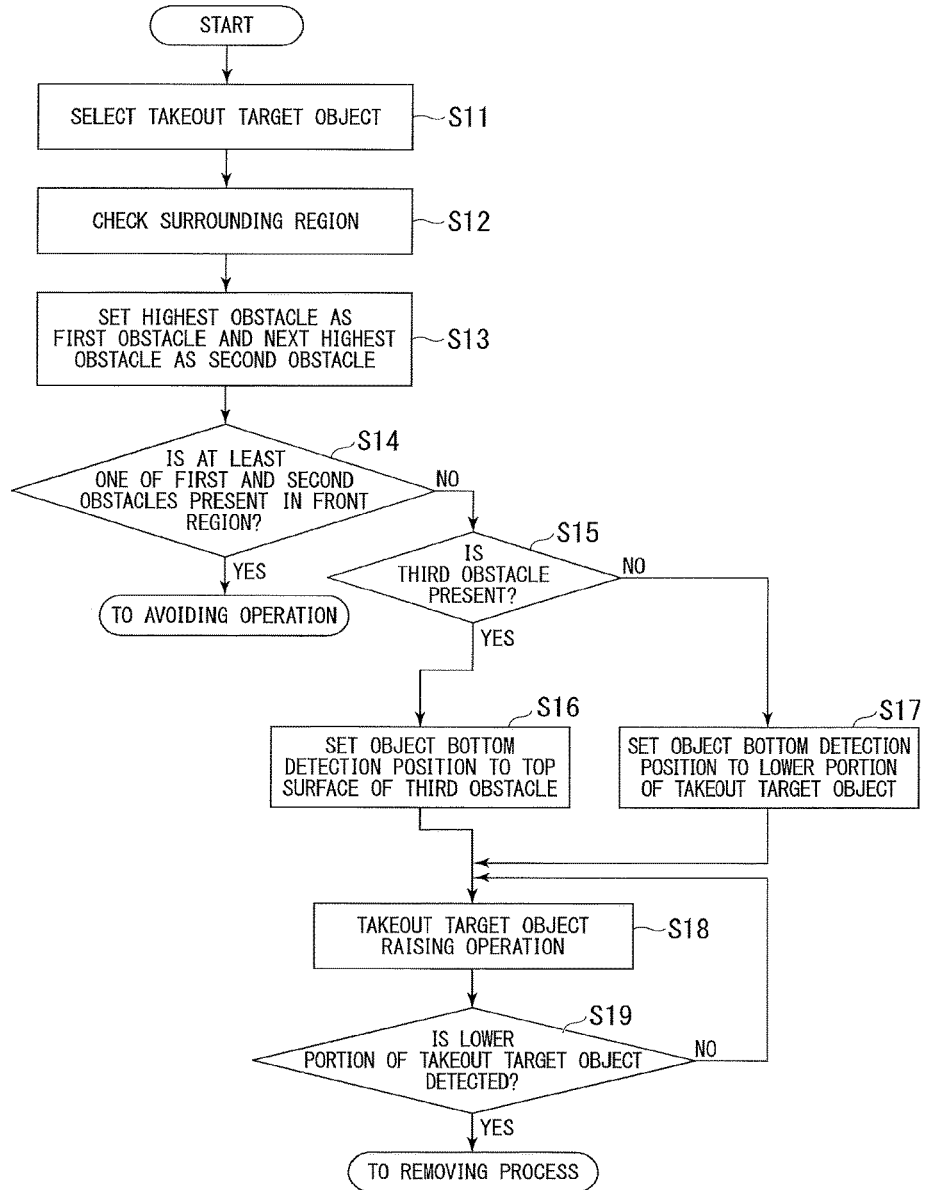 START
SELECT TAKEOUT TARGET OBJECT
S11
CHECK SURROUNDING REGION
S12
SET HIGHEST OBSTACLE AS
FIRST OBSTACLE AND NEXT HIGHEST
OBSTACLE AS SECOND OBSTACLE
S13
S14
IS AT LEAST
ONE OF FIRST AND SECOND
OBSTACLES PRESENT IN FRONT
REGION?
NO
YES
TO AVOIDING OPERATION
S15
IS
THIRD OBSTACLE
PRESENT?
NO
YES
S16
SET OBJECT BOTTOM
DETECTION POSITION TO TOP
SURFACE OF THIRD OBSTACLE
S17
SET OBJECT BOTTOM DETECTION
POSITION TO LOWER PORTION
OF TAKEOUT TARGET OBJECT
TAKEOUT TARGET OBJECT
RAISING OPERATION
S18
S19
IS LOWER
PORTION OF TAKEOUT TARGET OBJECT
DETECTED?
NO
YES
TO REMOVING PROCESS